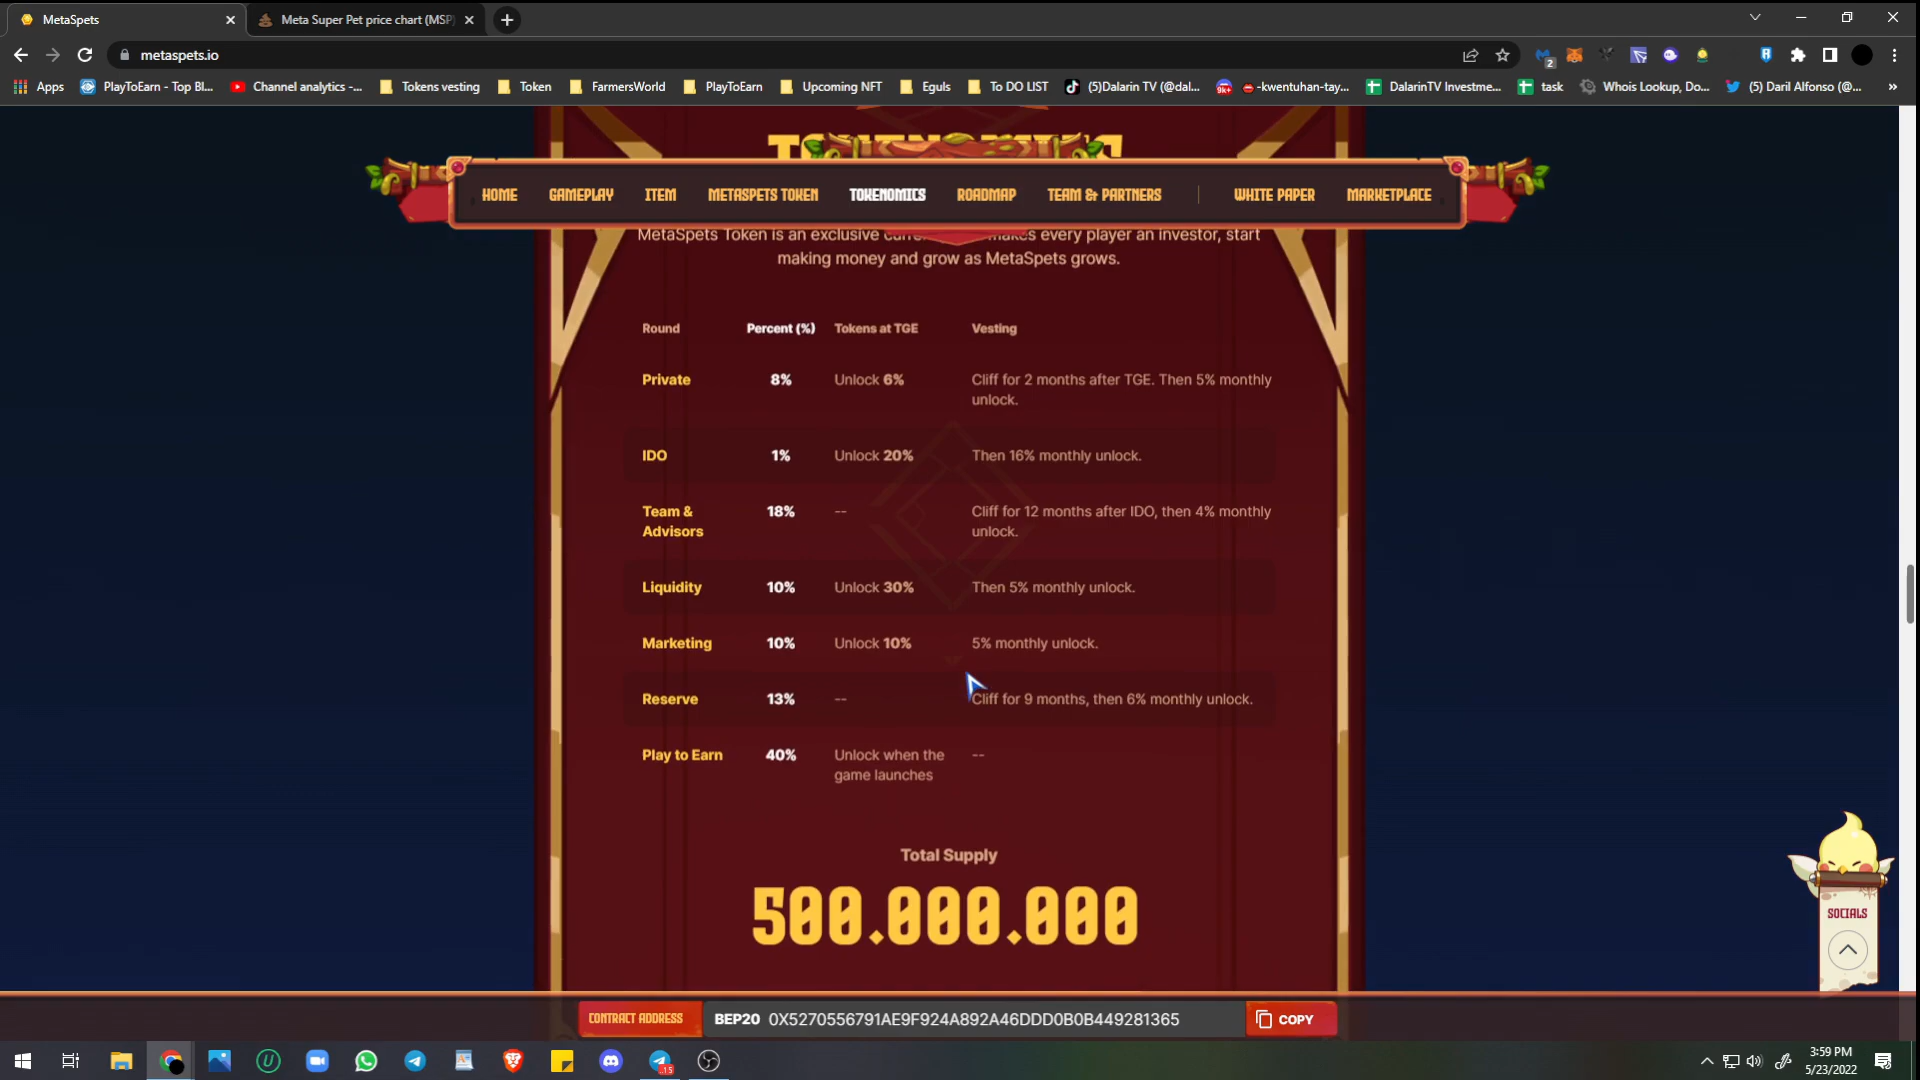 MetaSpets
Meta Super Pet price chart (MSP)
metaspets.io
2
Apps
PlayToEarn - Top Bl...
Channel analytics -...
Tokens vesting
Token
FarmersWorld
PlayToEarn
Upcoming NFT
Eguls
To DO LIST
(5)Dalarin TV (@dal...
9K+
-kwentuhan-tay...
DalarinTV Investme...
task
Whois Lookup, Do...
(5) Daril Alfonso (@...
»
TOKENOMICS
HOME
GAMEPLAY
ITEM
METASPETS TOKEN
TOKENOMICS
ROADMAP
TEAM & PARTNERS
WHITE PAPER
MARKETPLACE
MetaSpets Token is an exclusive makes every player an investor, start
making money and grow as MetaSpets grows.
Round Percent (%) Tokens at TGE Vesting
Private 8% Unlock 6% Cliff for 2 months after TGE. Then 5% monthly
unlock.
IDO 1% Unlock 20% Then 16% monthly unlock.
Team & 18% -- Cliff for 12 months after IDO, then 4% monthly
Advisors unlock.
Liquidity 10% Unlock 30% Then 5% monthly unlock.
Marketing 10% Unlock 10% 5% monthly unlock.
Reserve 13% -- Cliff for 9 months, then 6% monthly unlock.
Play to Earn 40% Unlock when the --
game launches
Total Supply
500.000.000
SOCIALS
CONTRACT ADDRESS
BEP20 0X5270556791AE9F924A892A46DDD0B0B449281365
COPY
15
3:59 PM
5/23/2022